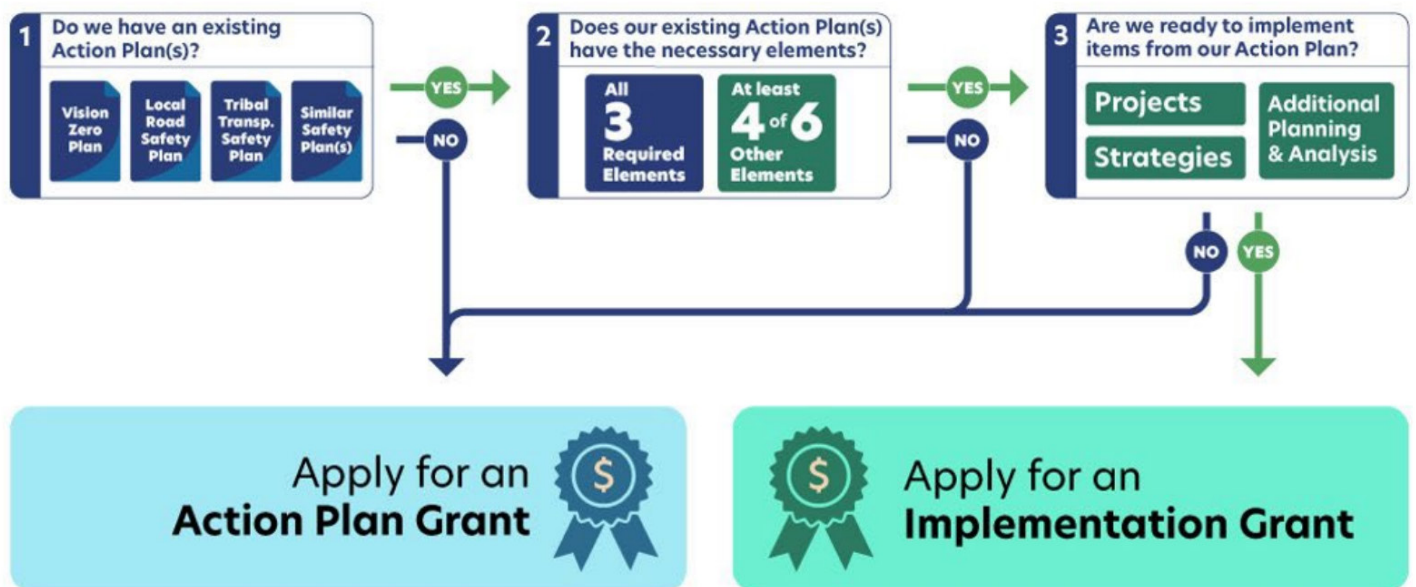 1
Do we have an existing
Action Plan(s)?
Vision
Zero
Plan
Local
Road
Safety
Plan
Tribal
Transp.
Safety
Plan
Similar
Safety
Plan(s)
YES
NO
2
Does our existing Action Plan(s)
have the necessary elements?
All
3
Required
Elements
At least
4 of 6
Other
Elements
YES
NO
3
Are we ready to implement
items from our Action Plan?
Projects
Strategies
Additional
Planning
& Analysis
NO
YES
Apply for an
Action Plan Grant
$
$
Apply for an
Implementation Grant